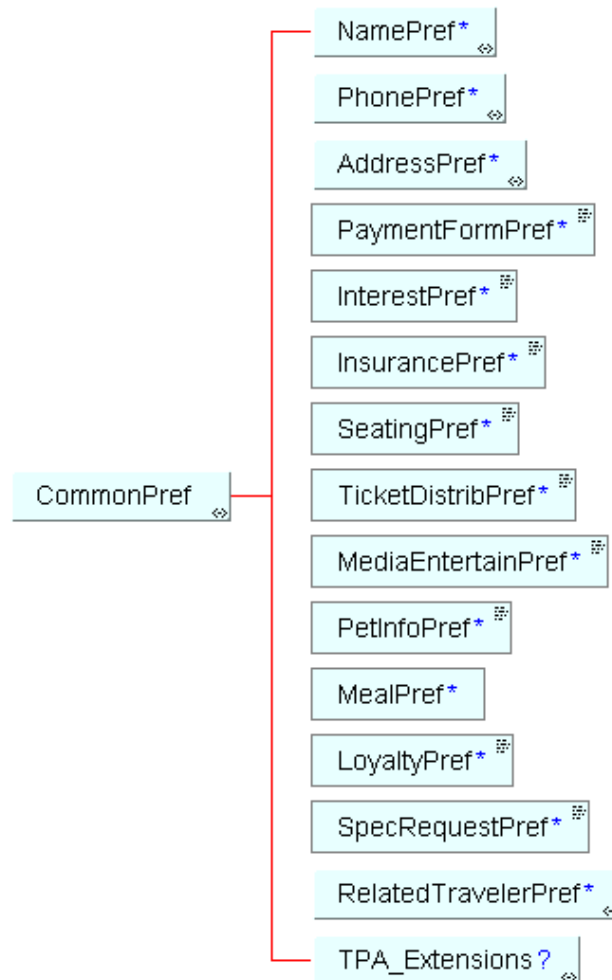 NamePref*
PhonePref*
AddressPref*
PaymentFormPref*
InterestPref*
InsurancePref*
SeatingPref*
CommonPref
TicketDistribPref*
MediaEntertainPref*
PetInfoPref*
MealPref*
LoyaltyPref*
SpecRequestPref*
RelatedTravelerPref*
TPA_Extensions?